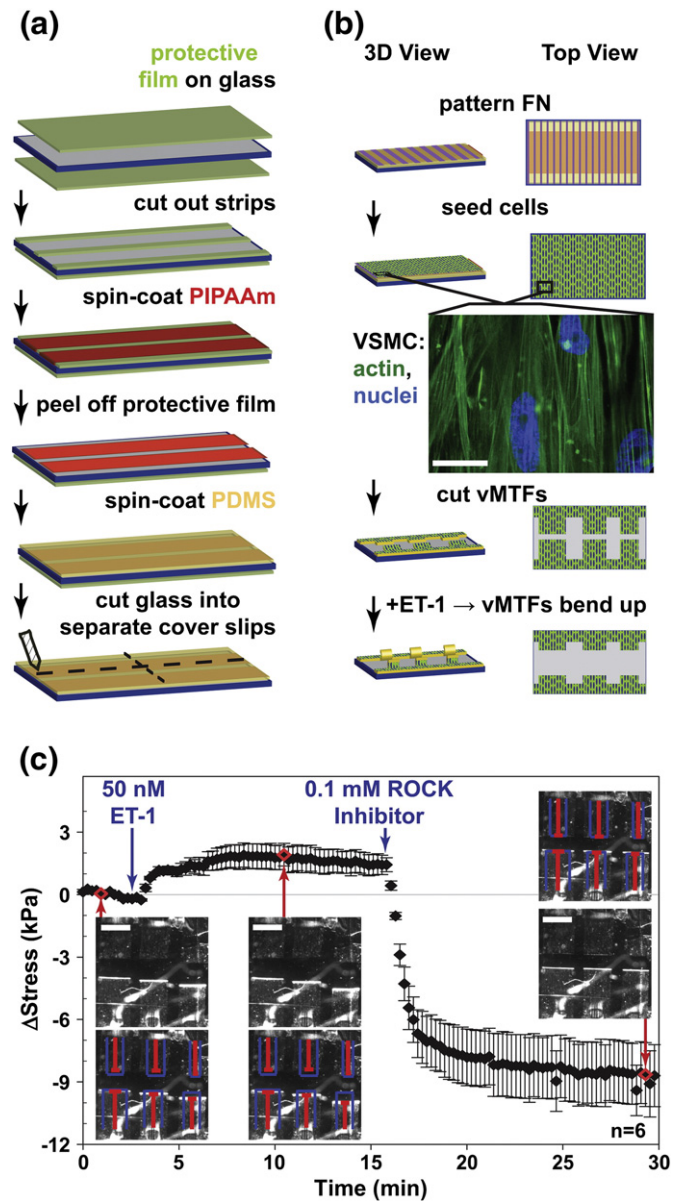 (a)
protective
film on glass
cut out strips
spin-coat PIPAAm
peel off protective film
spin-coat PDMS
cut glass into
separate cover slips
(b)
3D View
Top View
pattern FN
seed cells
VSMC:
actin,
nuclei
cut vMTFs
+ET-1 → vMTFs bend up
(c)
50 nM
ET-1
0.1 mM ROCK
Inhibitor
ΔStress (kPa)
3
0
-3
-6
-9
-12
n=6
0
5
10
15
20
25
30
Time (min)